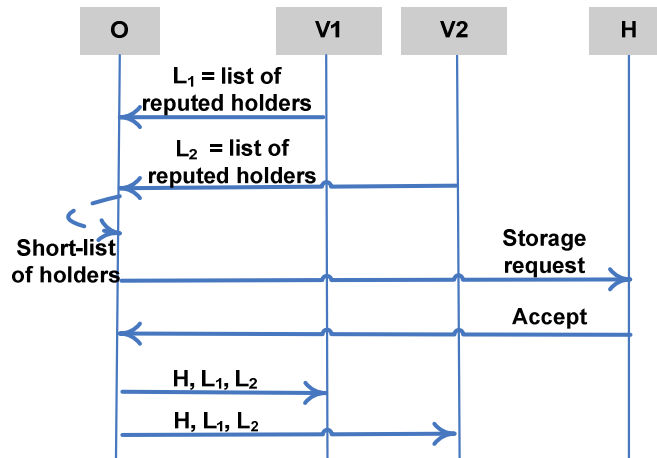 O V1 V2 H
L₁ = list of
reputed holders
L₂ = list of
reputed holders
Short-list
of holders
Storage
request
Accept
H, L₁, L₂
H, L₁, L₂